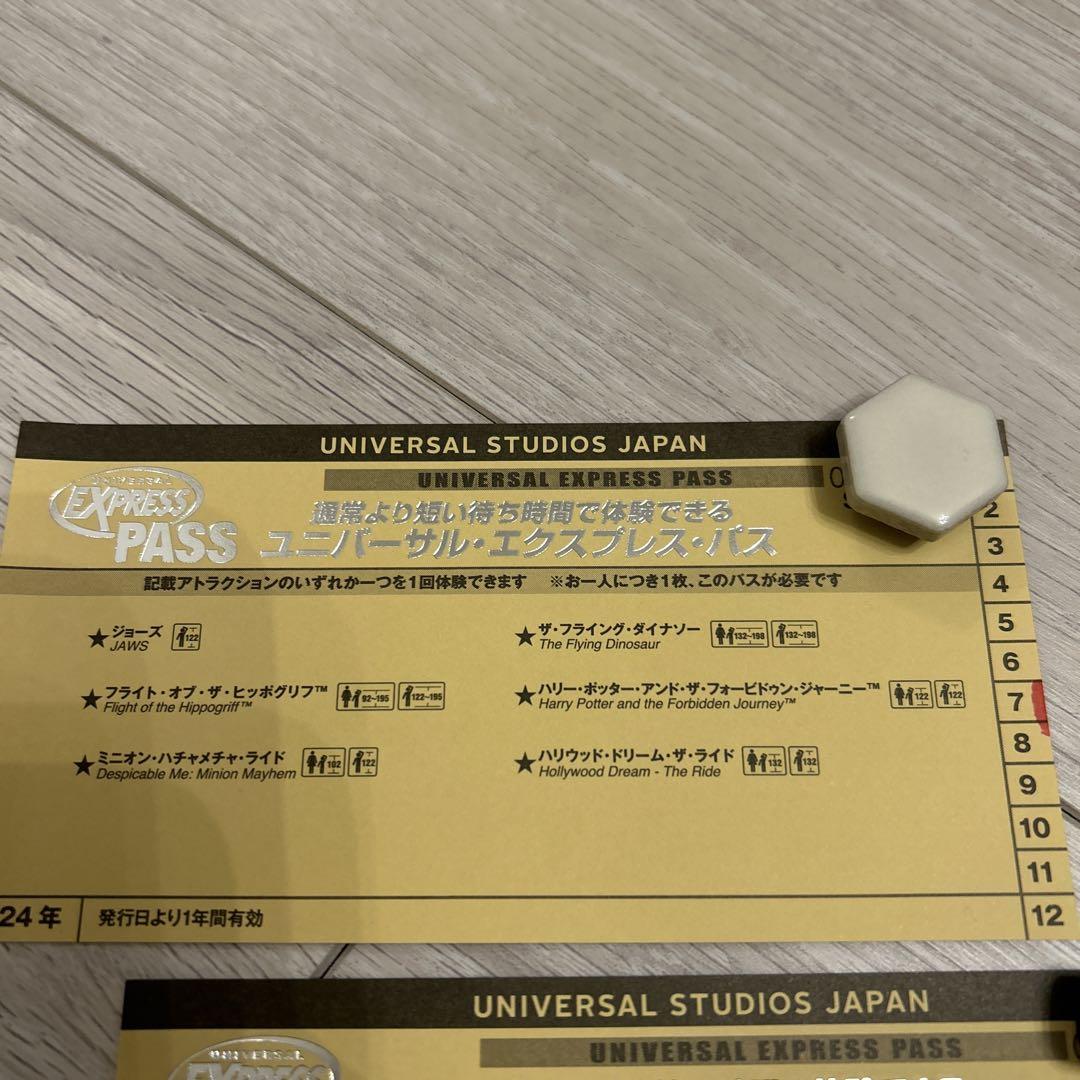 UNIVERSAL STUDIOS JAPAN
UNIVERSAL EXPRESS PASS
UNIVERSAL
EXPRESS
PASS
通常より短い待ち時間で体験できる
ユニバーサル・エクスプレス・パス
記載アトラクションのいずれか一つを1回体験できます ※お一人につき1枚、このパスが必要です
★ ジョーズ 122
JAWS
★ フライト・オブ・ザ・ヒッポグリフ™ 92~195 122~195
Flight of the Hippogriff™
★ ミニオン・ハチャメチャ・ライド 102 122
Despicable Me: Minion Mayhem
★ ザ・フライング・ダイナソー 132~198 132~198
The Flying Dinosaur
★ ハリー・ポッター・アンド・ザ・フォービドゥン・ジャーニー™ 122 122
Harry Potter and the Forbidden Journey™
★ ハリウッド・ドリーム・ザ・ライド 132 132
Hollywood Dream - The Ride
2
3
4
5
6
7
8
9
10
11
12
24年 発行日より1年間有効
UNIVERSAL STUDIOS JAPAN
UNIVERSAL EXPRESS PASS
UNIVERSAL
EXPRESS